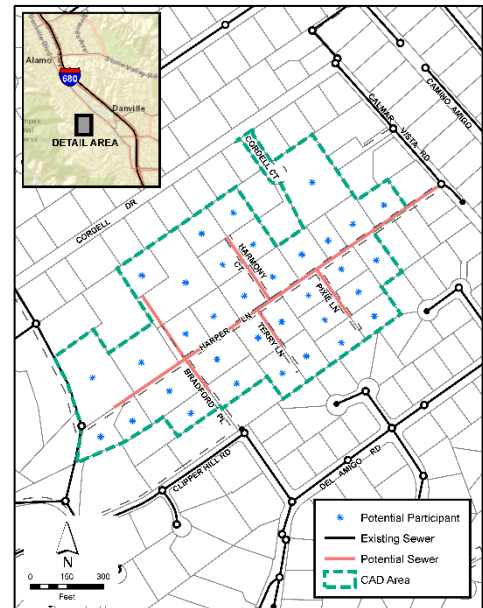 Alamo
680
Danville
DETAIL AREA
CAMINO AMIGO
CALMAR VISTA RD
CORDELL CT
CORDELL DR
HARMONY CT
PIXIE LN
HARPER LN
TERRY LN
BRADFORD PL
CLIPPER HILL RD
DEL AMIGO RD
N
0 150 300
Feet
Potential Participant
Existing Sewer
Potential Sewer
CAD Area